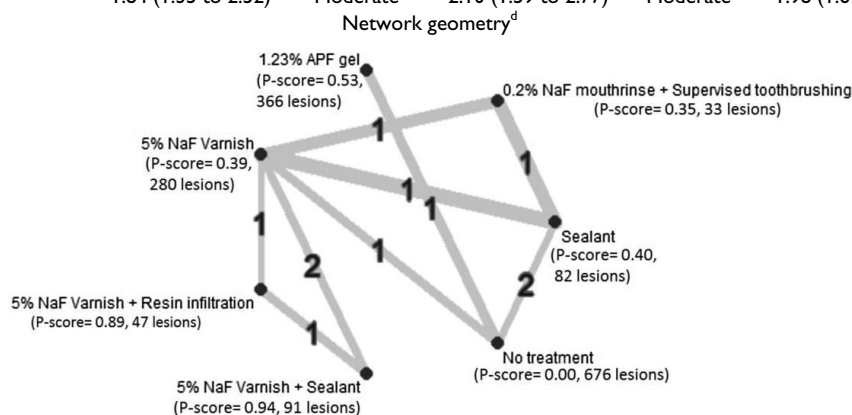 Moderate
Moderate
Network geometryᵈ
1.23% APF gel
(P-score= 0.53,
366 lesions)
0.2% NaF mouthrinse + Supervised toothbrushing
(P-score= 0.35, 33 lesions)
5% NaF Varnish
(P-score= 0.39,
280 lesions)
1
1
1
1
1
2
1
2
1
Sealant
(P-score= 0.40,
82 lesions)
5% NaF Varnish + Resin infiltration
(P-score= 0.89, 47 lesions)
No treatment
(P-score= 0.00, 676 lesions)
5% NaF Varnish + Sealant
(P-score= 0.94, 91 lesions)